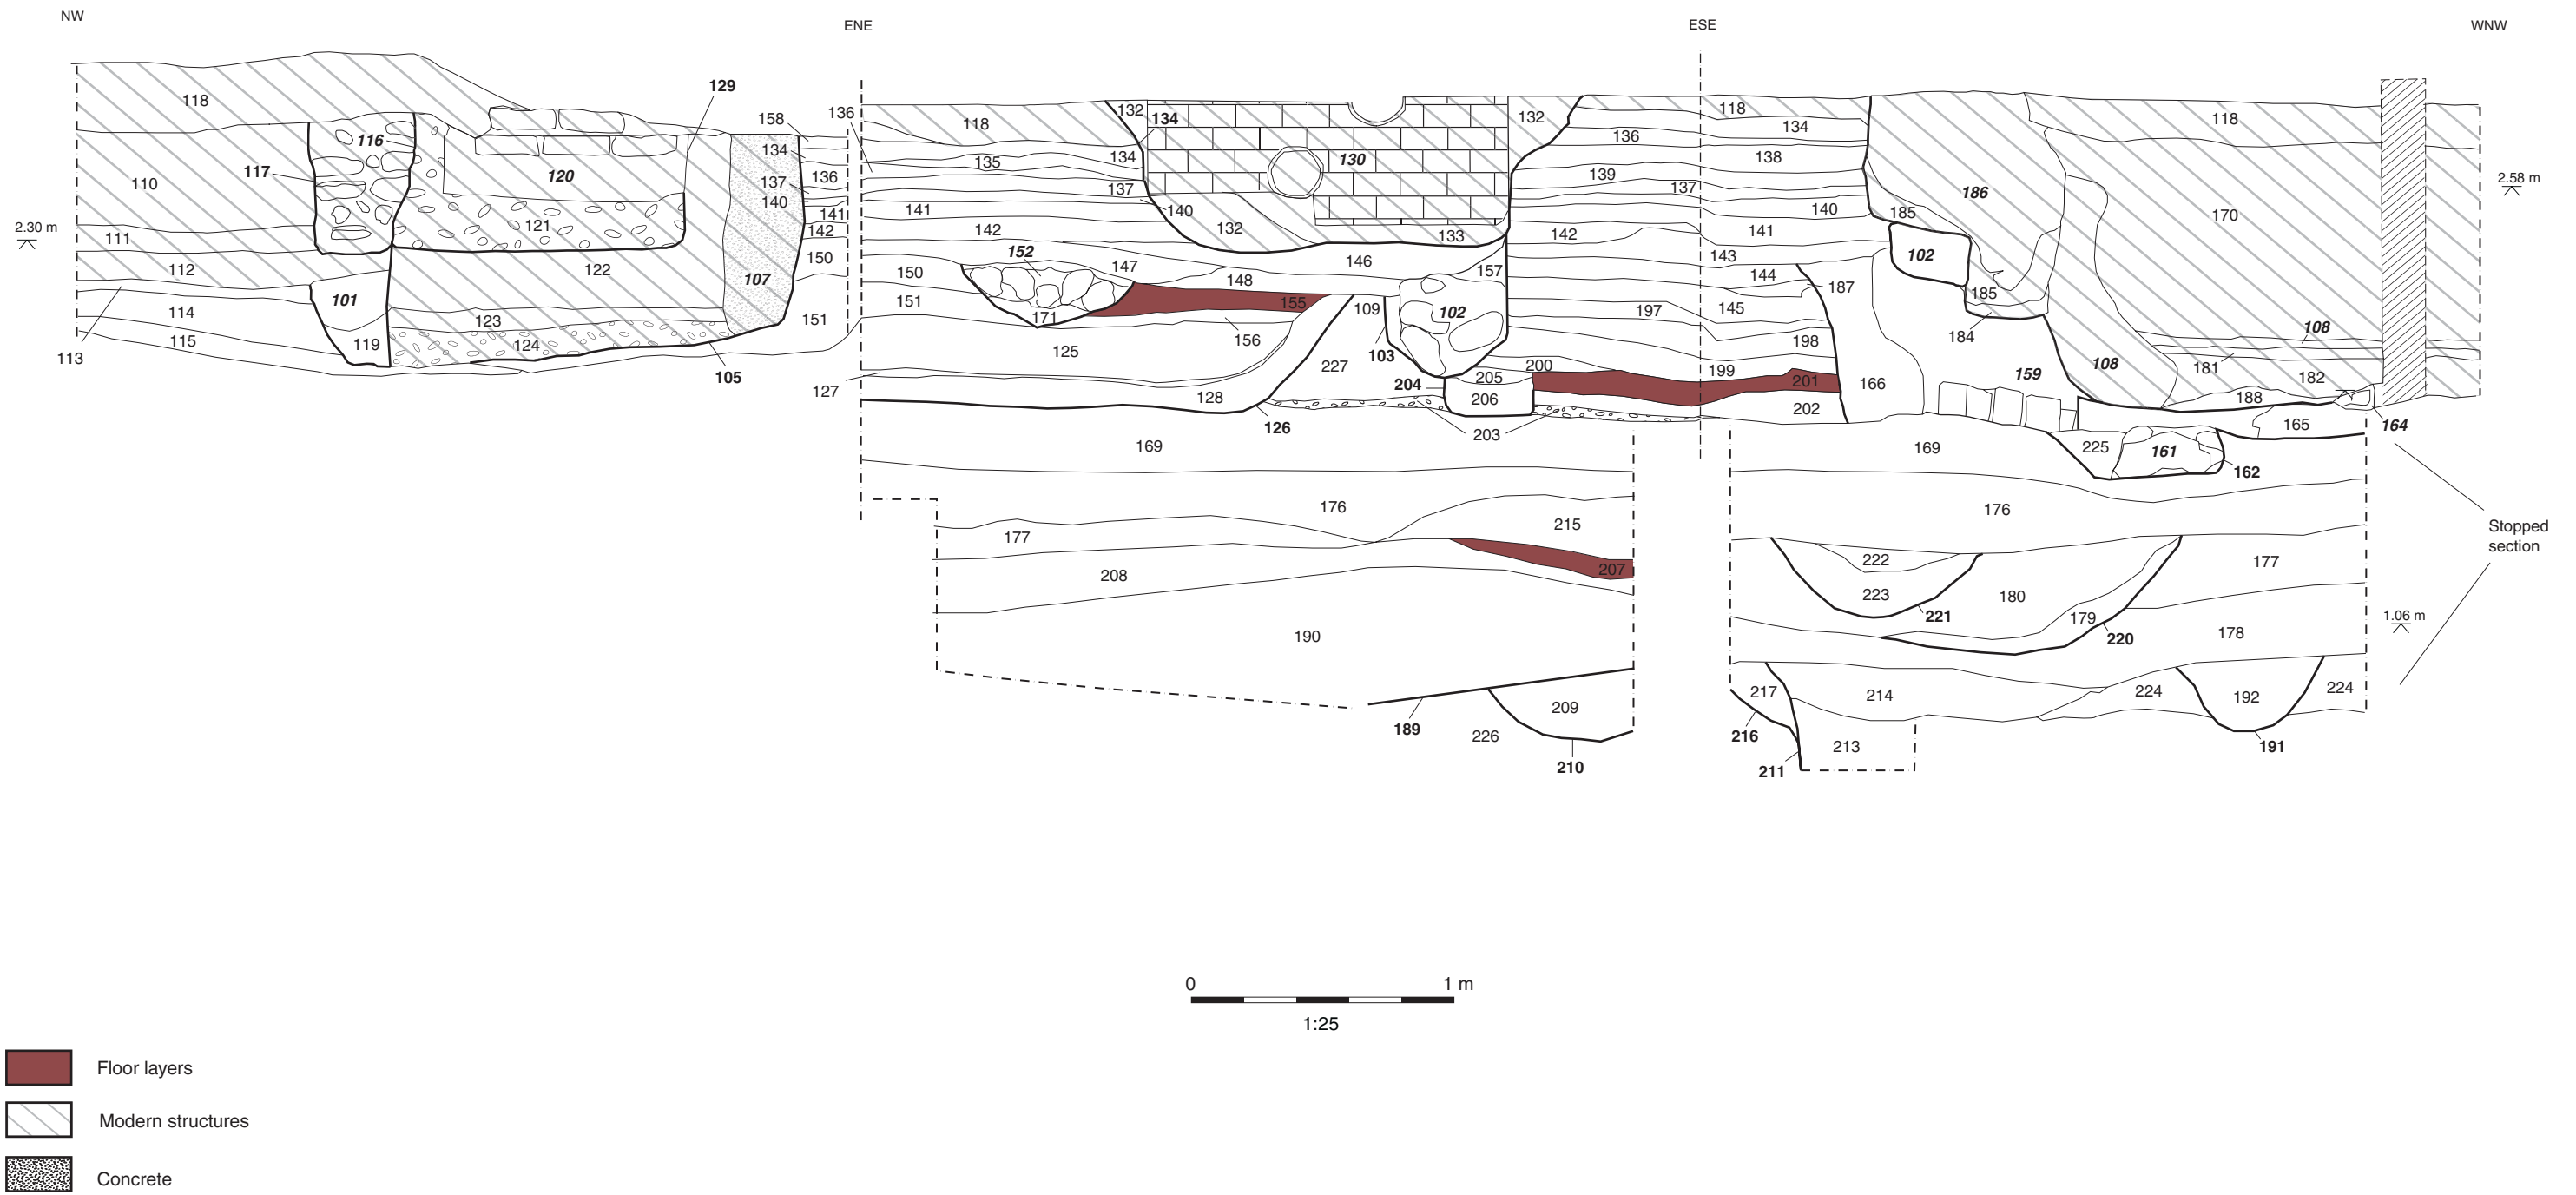 NW ENE ESE WNW
129
118 158 136 118 132 134 132 118 134 118
116 134 135 134 130 136 138
117 110 120 137 136 137 139 137 186 2.58 m
140 141 140 140 185 170
2.30 m 111 121 141 142 142 132 133 142 141
112 122 107 150 150 152 147 146 157 143 102
101 148 144 187 185
114 151 151 171 155 109 102 197 145 184 108
113 115 119 123 124 105 125 156 103 198 181 182
127 227 204 205 200 199 201 166 159 108
128 126 206 203 202 188 165 164
169 169 225 161 162
176 176 Stopped
section
177 215 222 177
208 207 223 221 180 179 220 1.06 m
190 178
217 214 224 192 224
189 226 209 216 213 191
210 211
0 1 m
1:25
Floor layers
Modern structures
Concrete